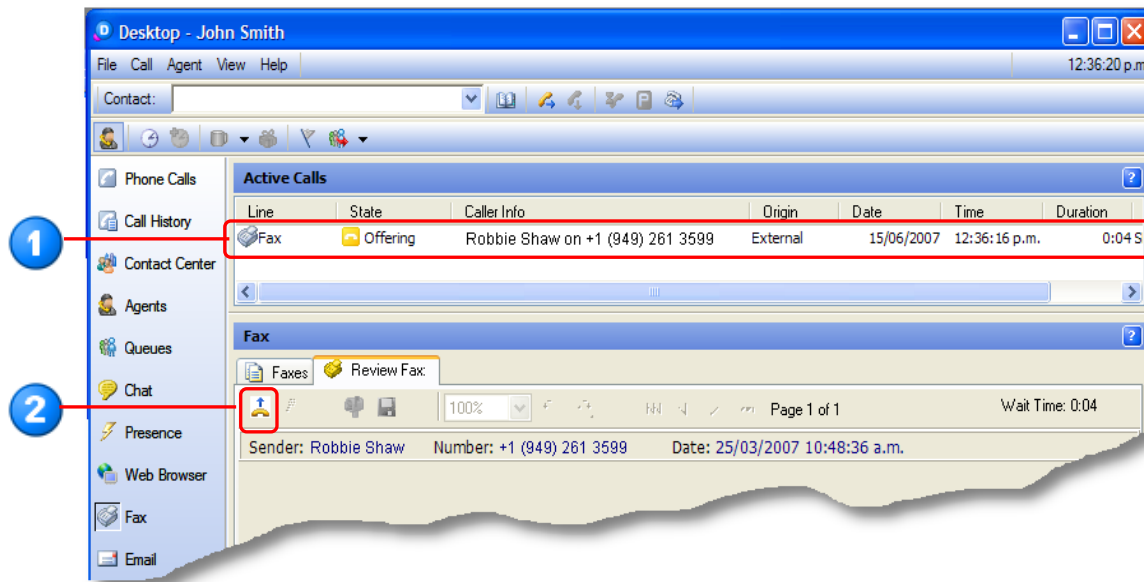 Desktop - John Smith
File Call Agent View Help 12:36:20 p.m
Contact:
Phone Calls
Call History
Contact Center
Agents
Queues
Chat
Presence
Web Browser
Fax
Email
Active Calls ?
Line State Caller Info Origin Date Time Duration
Fax Offering Robbie Shaw on +1 (949) 261 3599 External 15/06/2007 12:36:16 p.m. 0:04 S
Fax ?
Faxes Review Fax:
100% Page 1 of 1 Wait Time: 0:04
Sender: Robbie Shaw Number: +1 (949) 261 3599 Date: 25/03/2007 10:48:36 a.m.
1
2